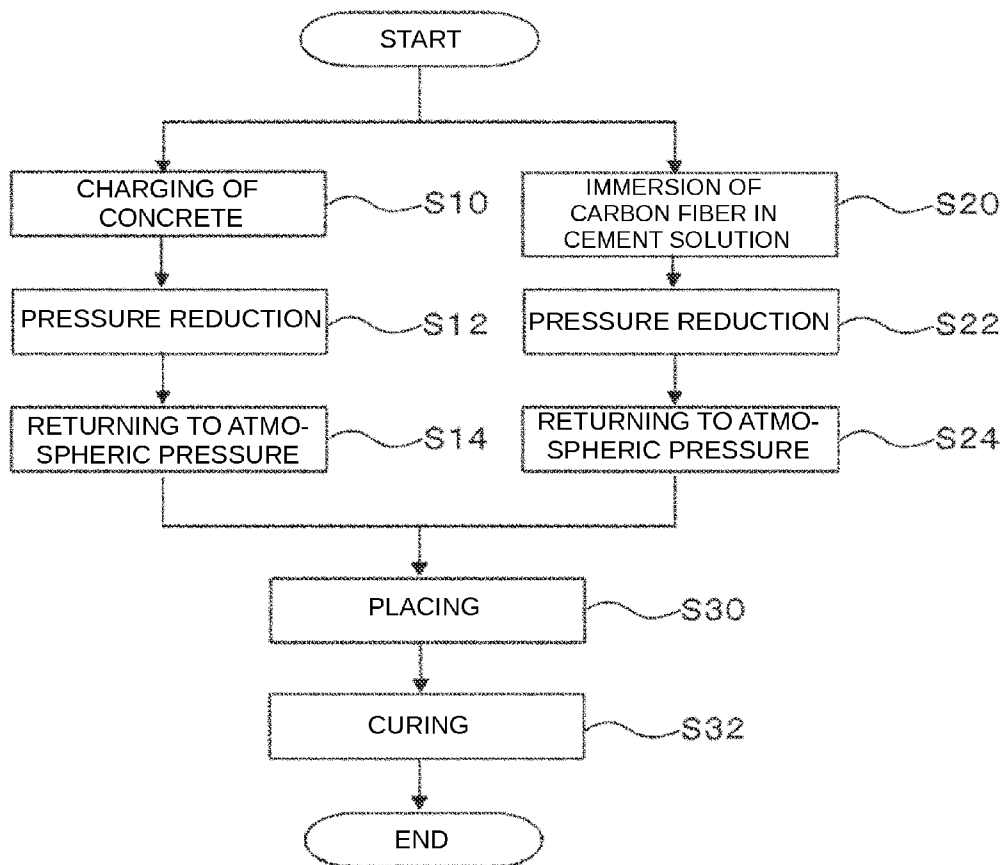 START
CHARGING OF
CONCRETE
S10
IMMERSION OF
CARBON FIBER IN
CEMENT SOLUTION
S20
PRESSURE REDUCTION
S12
PRESSURE REDUCTION
S22
RETURNING TO ATMO-
SPHERIC PRESSURE
S14
RETURNING TO ATMO-
SPHERIC PRESSURE
S24
PLACING
S30
CURING
S32
END